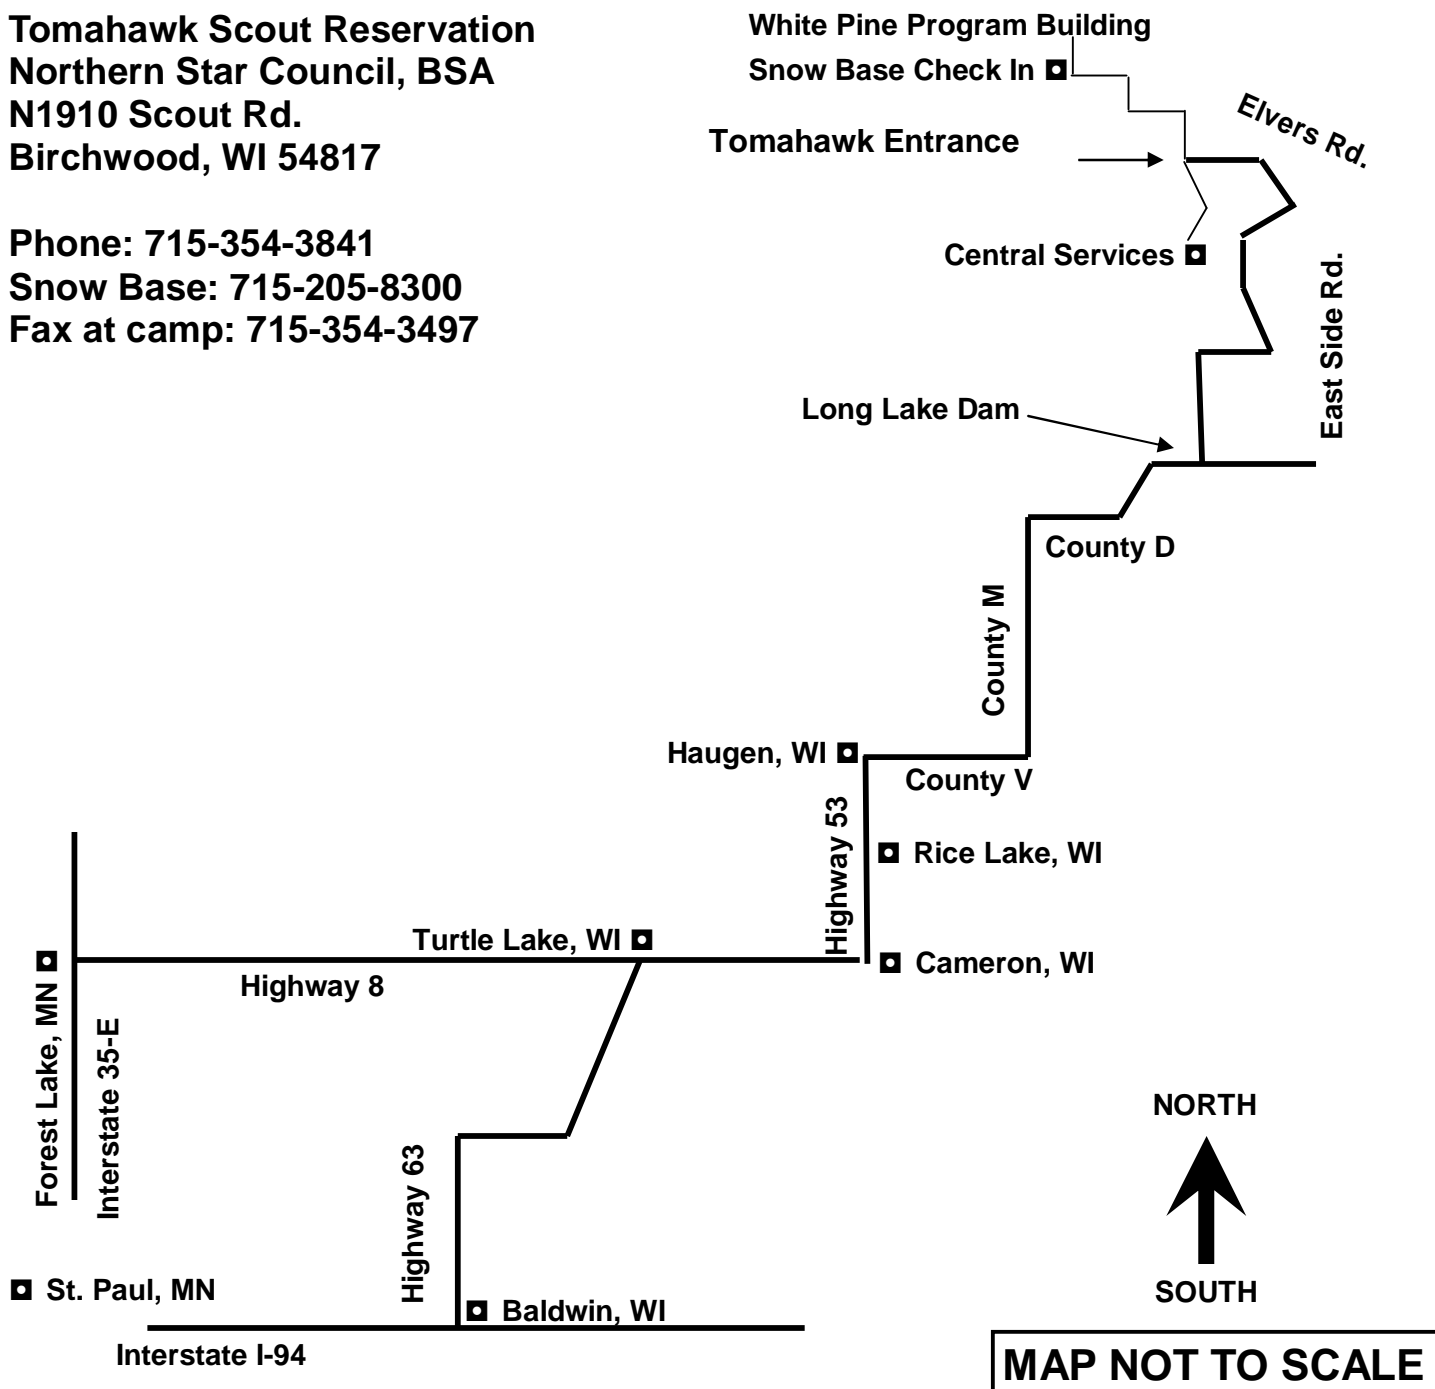 Tomahawk Scout Reservation
Northern Star Council, BSA
N1910 Scout Rd.
Birchwood, WI 54817
Phone: 715-354-3841
Snow Base: 715-205-8300
Fax at camp: 715-354-3497
White Pine Program Building
Snow Base Check In
Elvers Rd.
Tomahawk Entrance
Central Services
East Side Rd.
Long Lake Dam
County D
County M
Haugen, WI
County V
Highway 53
Rice Lake, WI
Turtle Lake, WI
Cameron, WI
Highway 8
Forest Lake, MN
Interstate 35-E
Highway 63
St. Paul, MN
Baldwin, WI
Interstate I-94
NORTH
SOUTH
MAP NOT TO SCALE